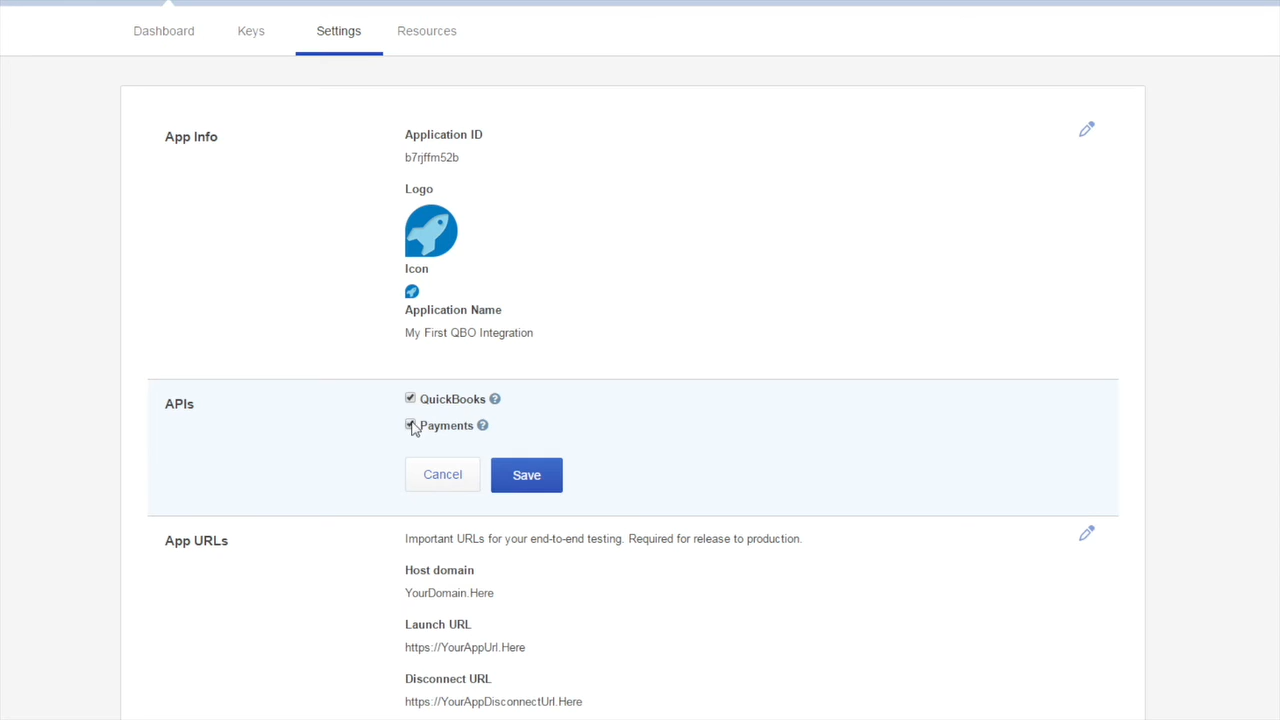 Dashboard
Keys
Settings
Resources
App Info
Application ID
b7rjffm52b
Logo
Icon
Application Name
My First QBO Integration
APIs
QuickBooks ?
Payments ?
Cancel
Save
App URLs
Important URLs for your end-to-end testing. Required for release to production.
Host domain
YourDomain.Here
Launch URL
https://YourAppUrl.Here
Disconnect URL
https://YourAppDisconnectUrl.Here